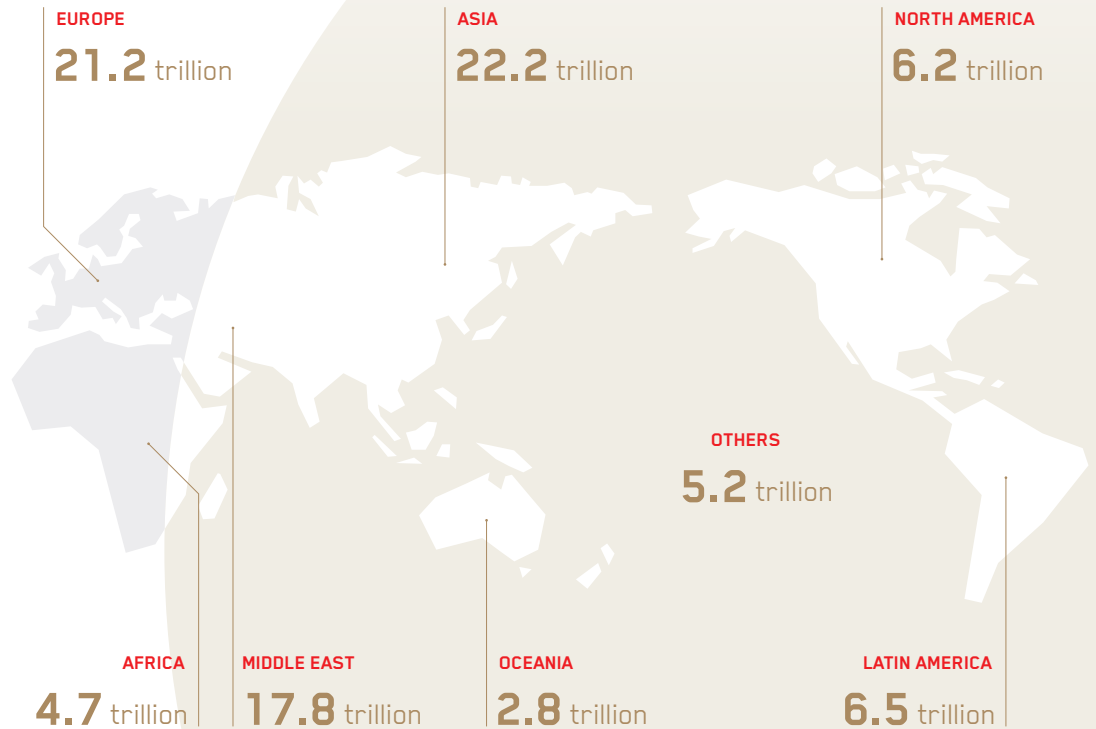 EUROPE
21.2 trillion
ASIA
22.2 trillion
NORTH AMERICA
6.2 trillion
OTHERS
5.2 trillion
AFRICA
4.7 trillion
MIDDLE EAST
17.8 trillion
OCEANIA
2.8 trillion
LATIN AMERICA
6.5 trillion